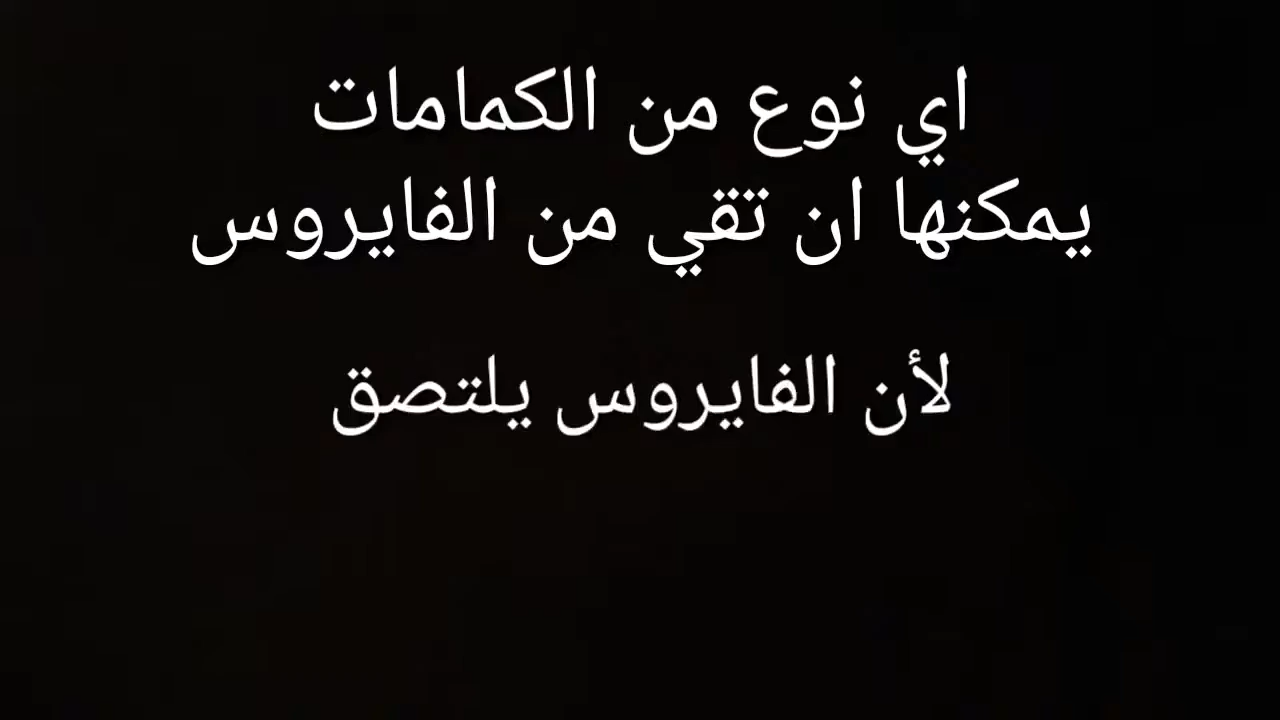 اي نوع من الكمامات
يمكنها ان تقي من الفايروس
لأن الفايروس يلتصق